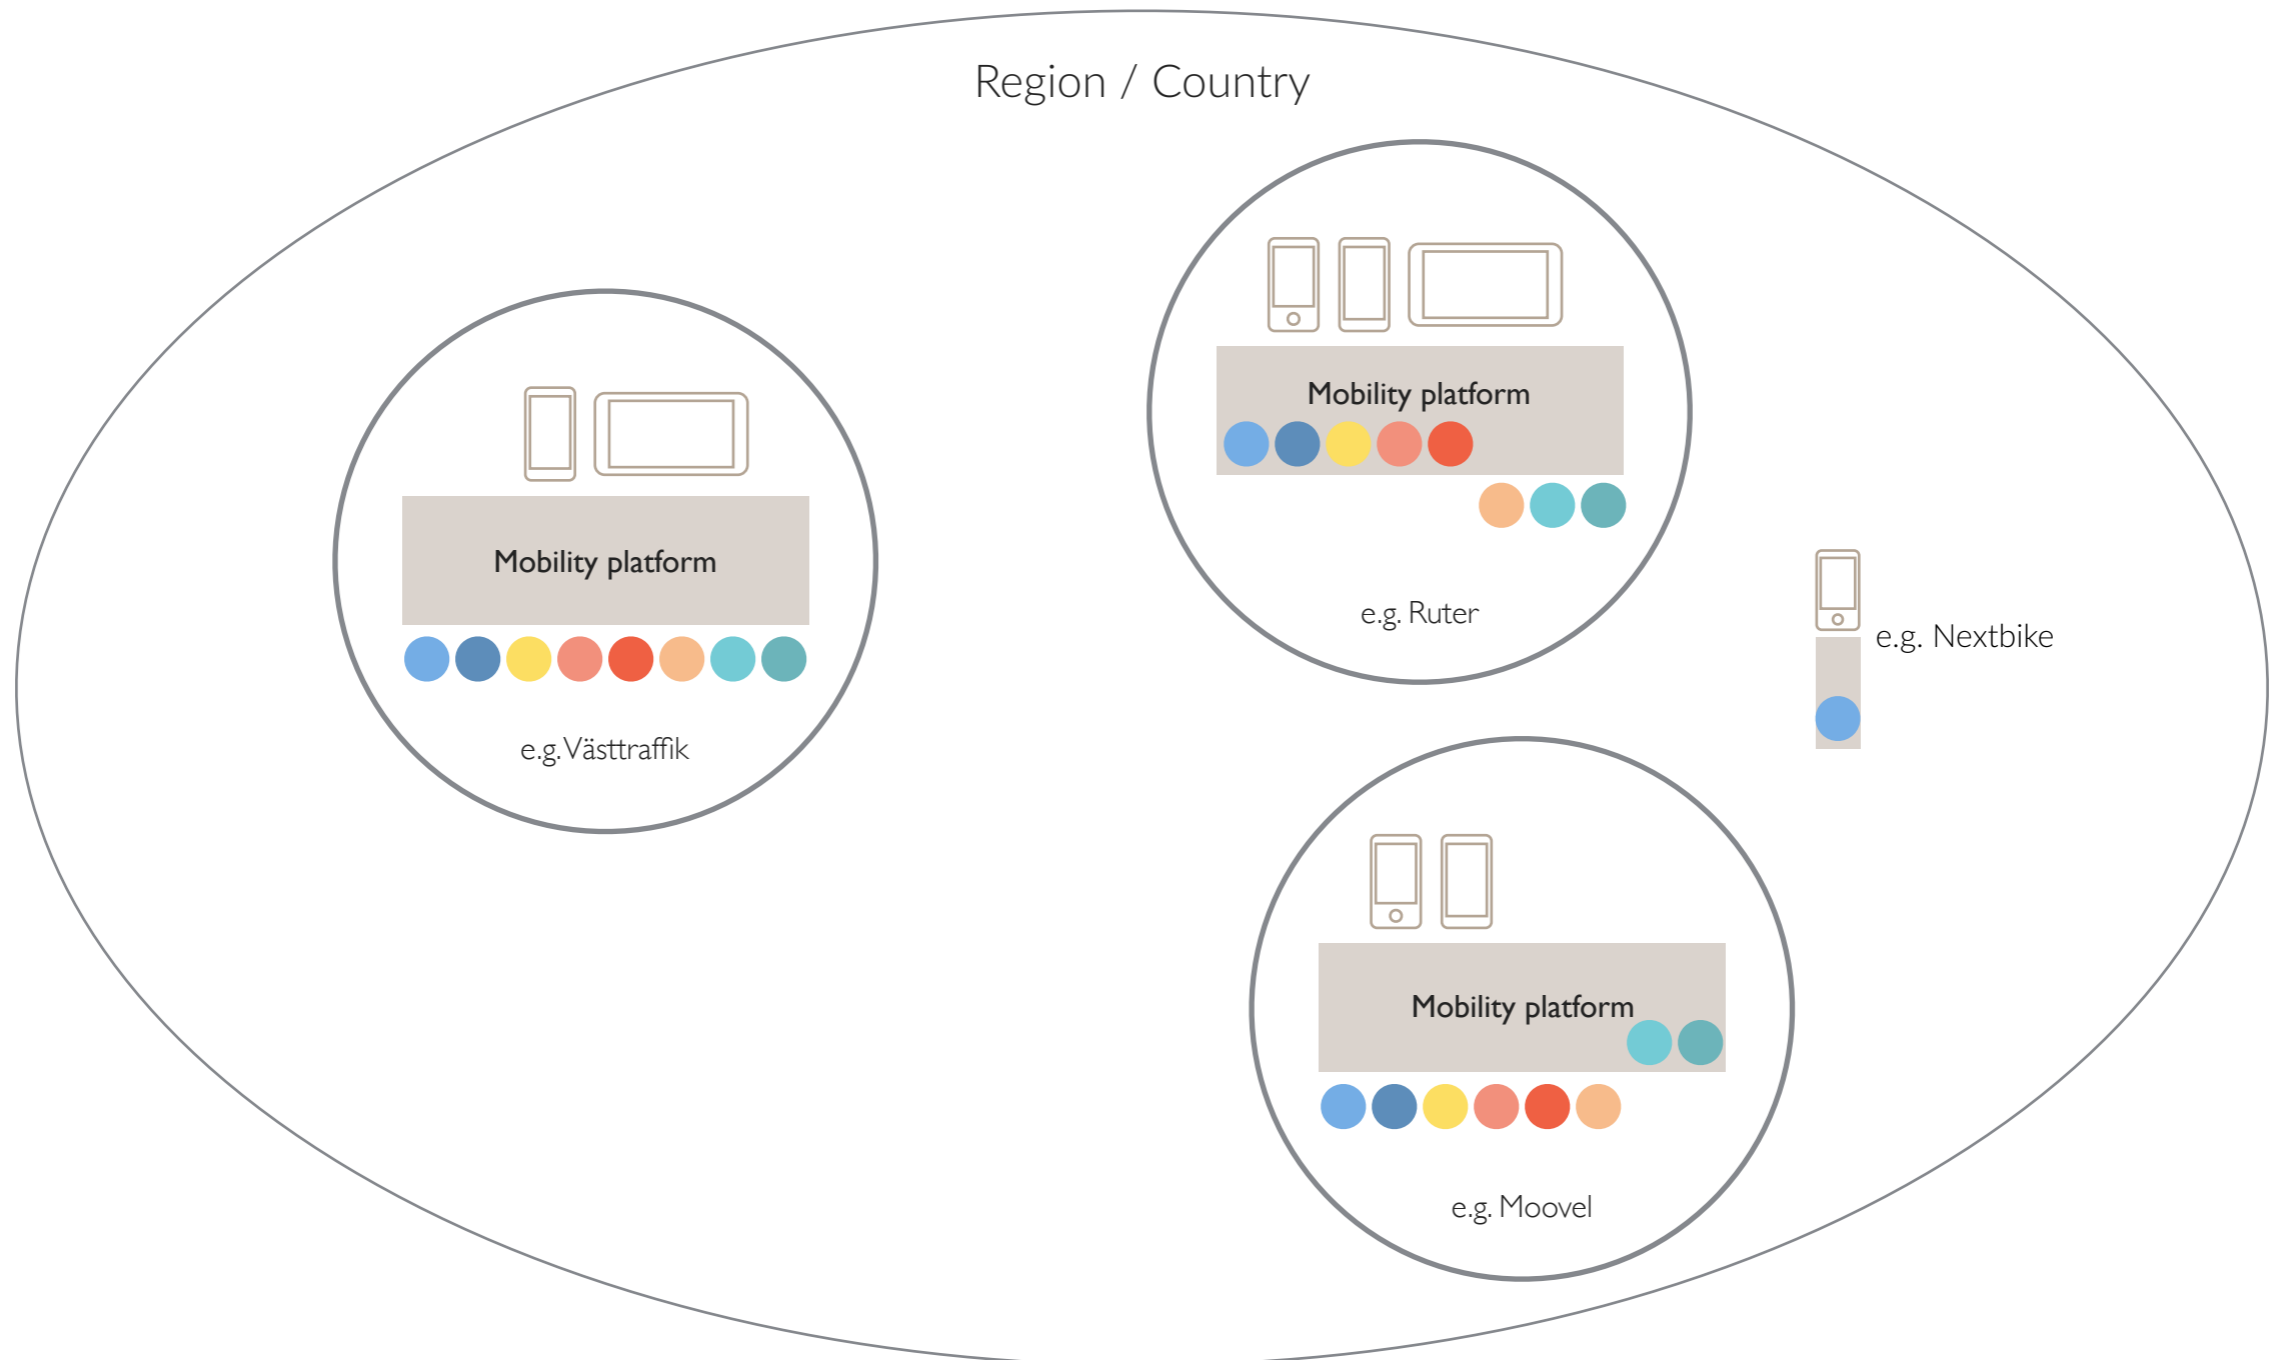 Region / Country
Mobility platform
e.g. Ruter
Mobility platform
e.g. Västtraffik
e.g. Nextbike
Mobility platform
e.g. Moovel